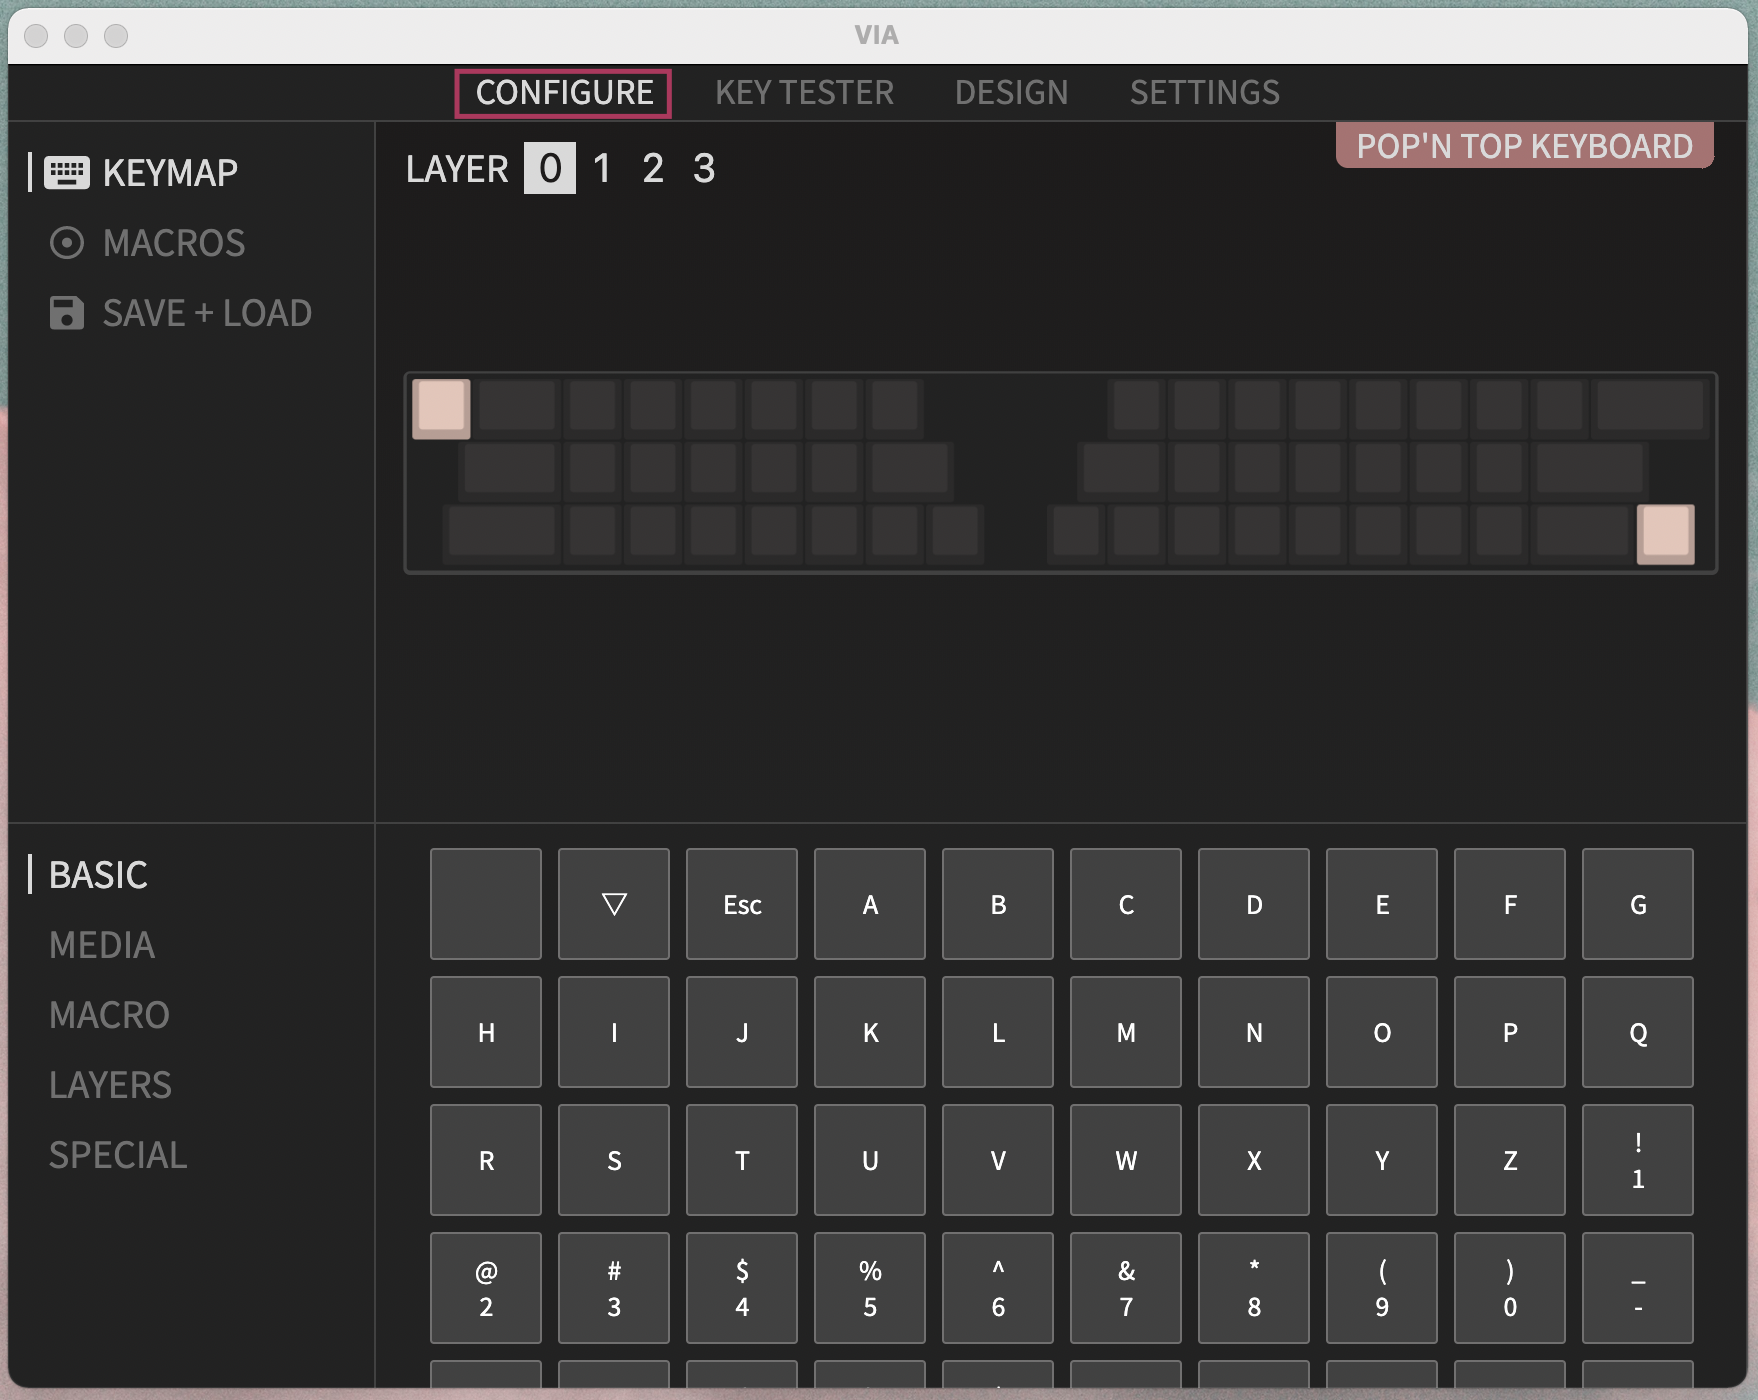 VIA
CONFIGURE KEY TESTER DESIGN SETTINGS
KEYMAP
MACROS
SAVE + LOAD
LAYER 0 1 2 3
POP'N TOP KEYBOARD
BASIC
MEDIA
MACRO
LAYERS
SPECIAL
▽ Esc A B C D E F G
H I J K L M N O P Q
R S T U V W X Y Z !
1
@ # $ % ^ & * ( ) _
2 3 4 5 6 7 8 9 0 -